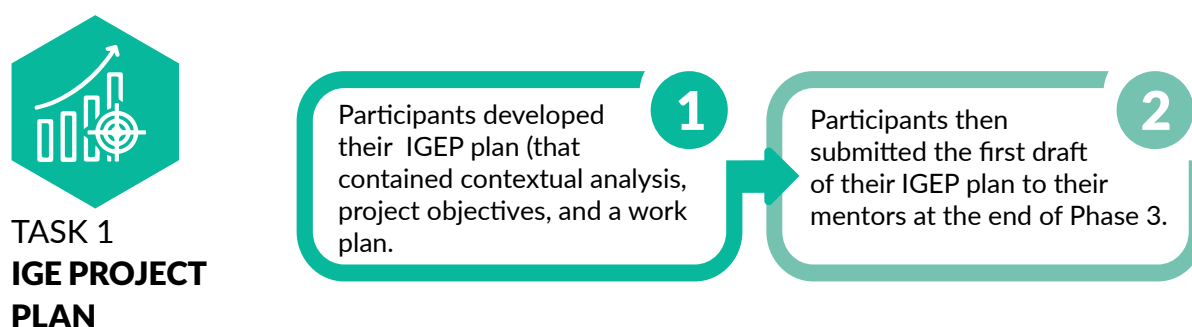 TASK 1
IGE PROJECT
PLAN
1
Participants developed
their  IGEP plan (that
contained contextual analysis,
project objectives, and a work
plan.
2
Participants then
submitted the first draft
of their IGEP plan to their
mentors at the end of Phase 3.